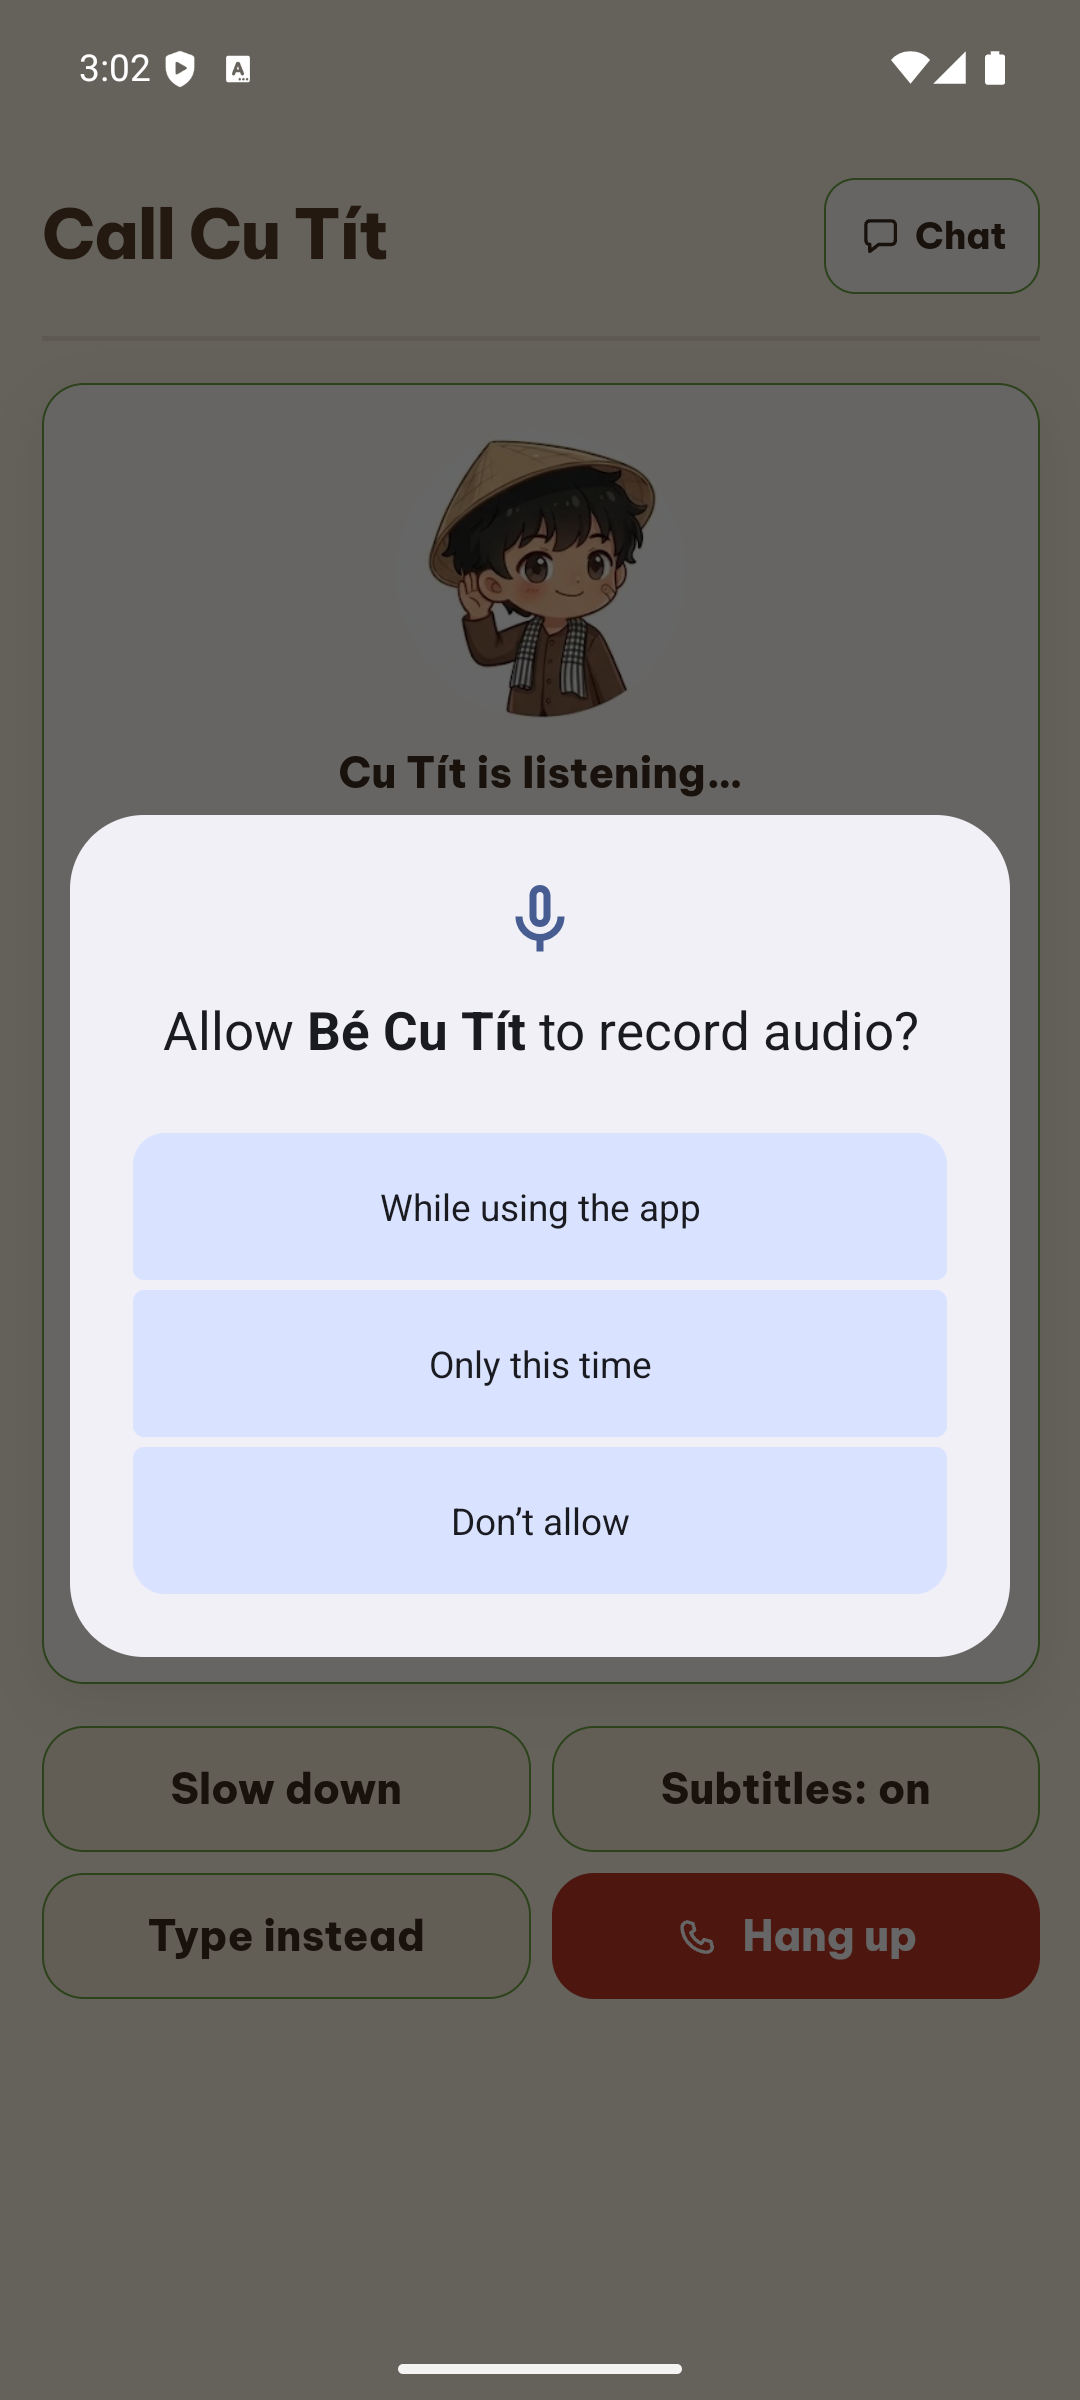 3:02
Call Cu Tít
Chat
Cu Tít is listening...
Allow Bé Cu Tít to record audio?
While using the app
Only this time
Don’t allow
Slow down
Subtitles: on
Type instead
Hang up